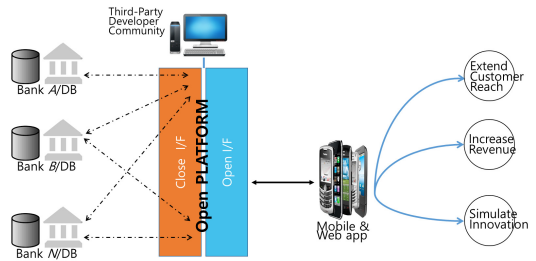 Third-Party
Developer
Community
Bank A/DB
Bank B/DB
Bank N/DB
Close I/F
Open PLATFORM
Open I/F
Mobile &
Web app
Extend
Customer
Reach
Increase
Revenue
Simulate
Innovation